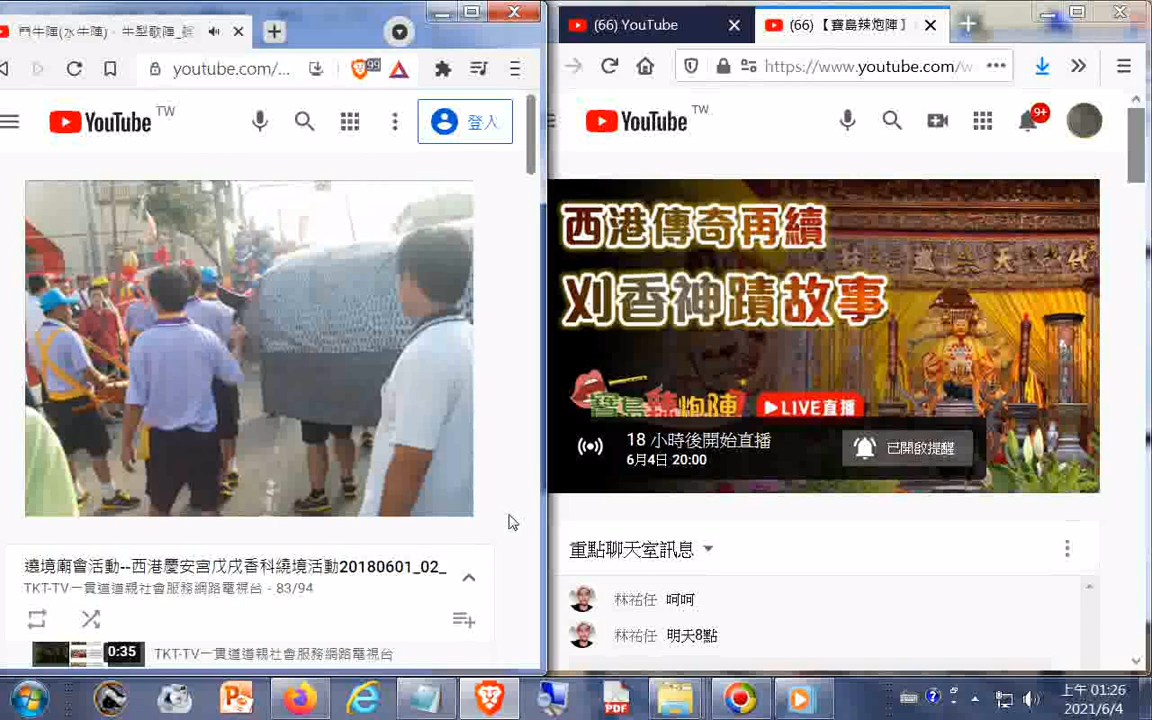 鬥牛陣(水牛陣)‧牛犁歌陣_
(66) YouTube
(66) 【寶島辣炮陣】
youtube.com/...
99
https://www.youtube.com/w
YouTube
TW
登入
YouTube
TW
9+
西港傳奇再續
刈香神蹟故事
寶島辣炮陣
LIVE直播
18 小時後開始直播
6月4日 20:00
已開啟提醒
遶境廟會活動--西港慶安宮戊戌香科繞境活動20180601_02_
TKT-TV一貫道道親社會服務網路電視台 - 83/94
0:35
TKT-TV一貫道道親社會服務網路電視台
重點聊天室訊息
林祐任 呵呵
林祐任 明天8點
PDF
上午 01:26
2021/6/4